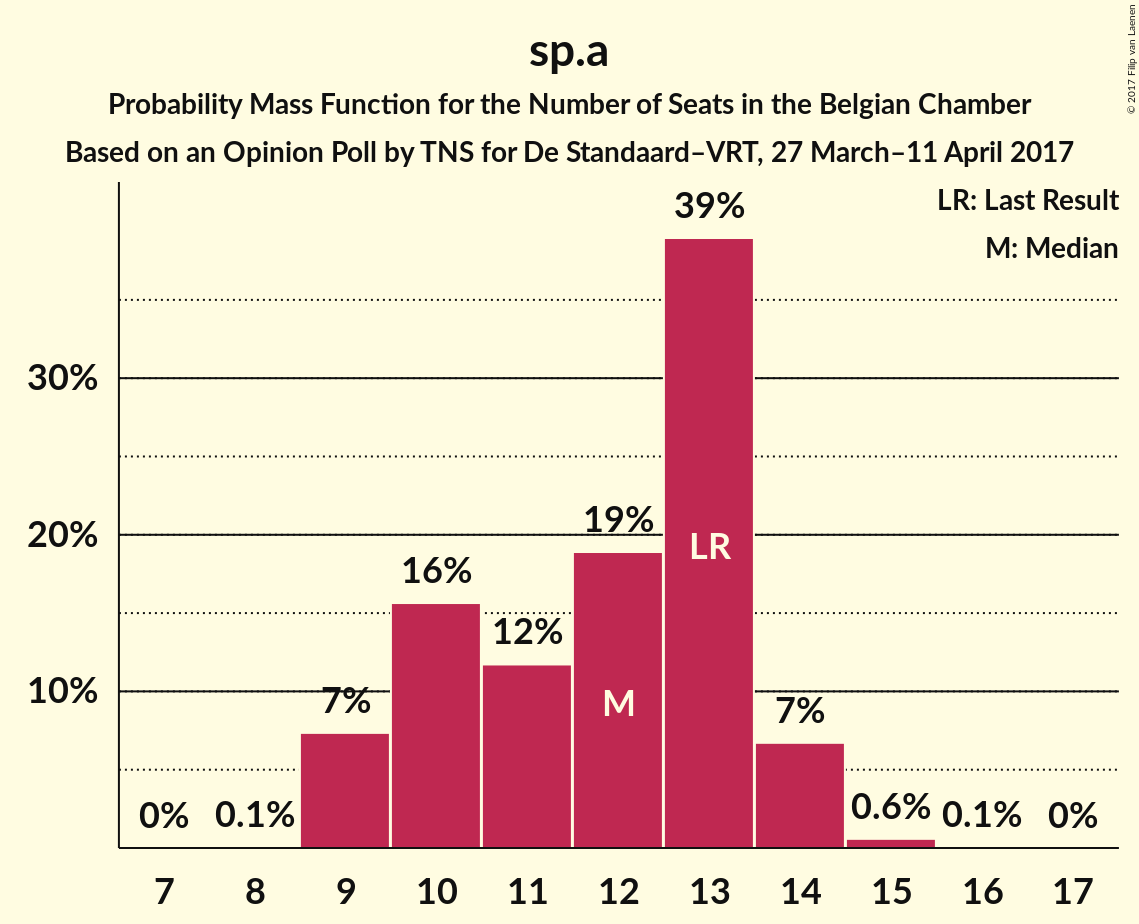 sp.a
Probability Mass Function for the Number of Seats in the Belgian Chamber
Based on an Opinion Poll by TNS for De Standaard–VRT, 27 March–11 April 2017
© 2017 Filip van Laenen
LR: Last Result
M: Median
39%
30%
19%
20%
LR
16%
12%
10%
7%
M
7%
0%
0.1%
0.6%
0.1%
0%
7 8 9 10 11 12 13 14 15 16 17